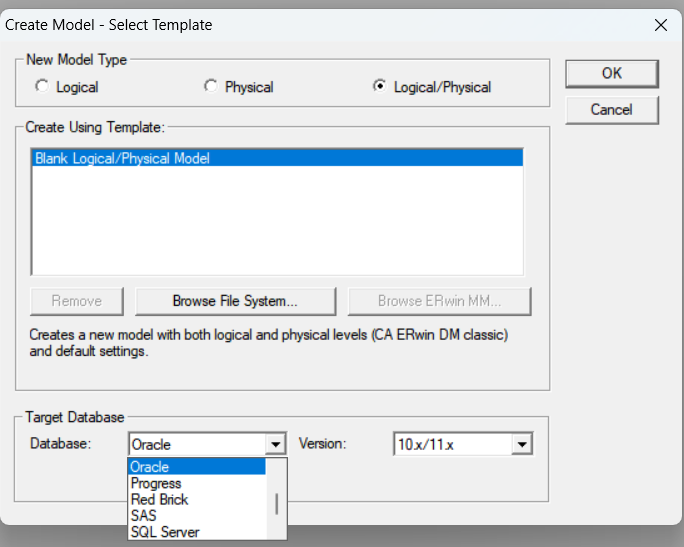 Create Model - Select Template
New Model Type
Logical Physical Logical/Physical
OK
Cancel
Create Using Template:
Blank Logical/Physical Model
Remove Browse File System... Browse ERwin MM...
Creates a new model with both logical and physical levels (CA ERwin DM classic)
and default settings.
Target Database
Database: Oracle Version: 10.x/11.x
Oracle
Progress
Red Brick
SAS
SQL Server